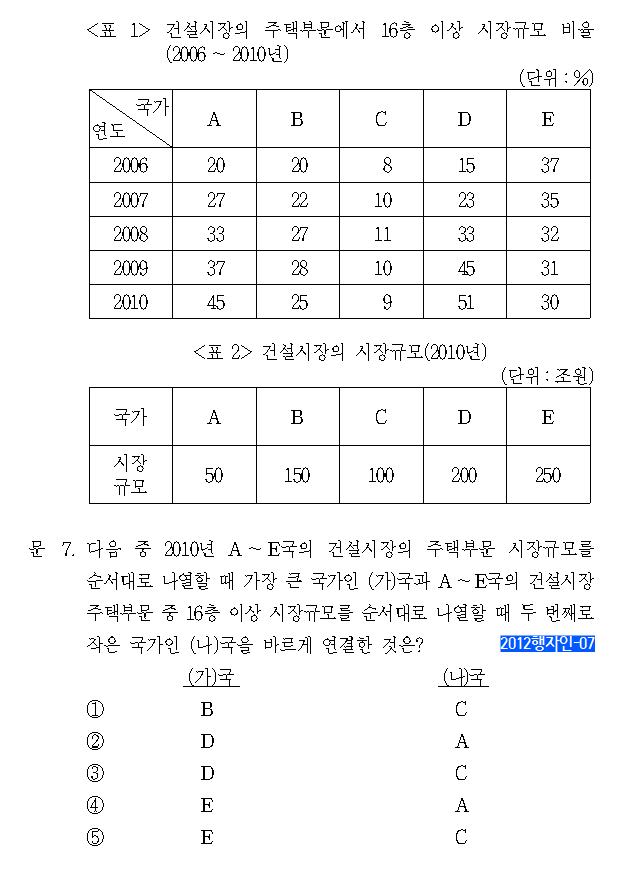 <표 1> 건설시장의 주택부문에서 16층 이상 시장규모 비율
(2006 ~ 2010년)
(단위 : %)
국가
연도 A B C D E
2006 20 20 8 15 37
2007 27 22 10 23 35
2008 33 27 11 33 32
2009 37 28 10 45 31
2010 45 25 9 51 30
<표 2> 건설시장의 시장규모(2010년)
(단위 : 조원)
국가 A B C D E
시장
규모 50 150 100 200 250
문 7. 다음 중 2010년 A ~ E국의 건설시장의 주택부문 시장규모를
순서대로 나열할 때 가장 큰 국가인 (가)국과 A ~ E국의 건설시장
주택부문 중 16층 이상 시장규모를 순서대로 나열할 때 두 번째로
작은 국가인 (나)국을 바르게 연결한 것은? 2012행자인-07
(가)국 (나)국
① B C
② D A
③ D C
④ E A
⑤ E C